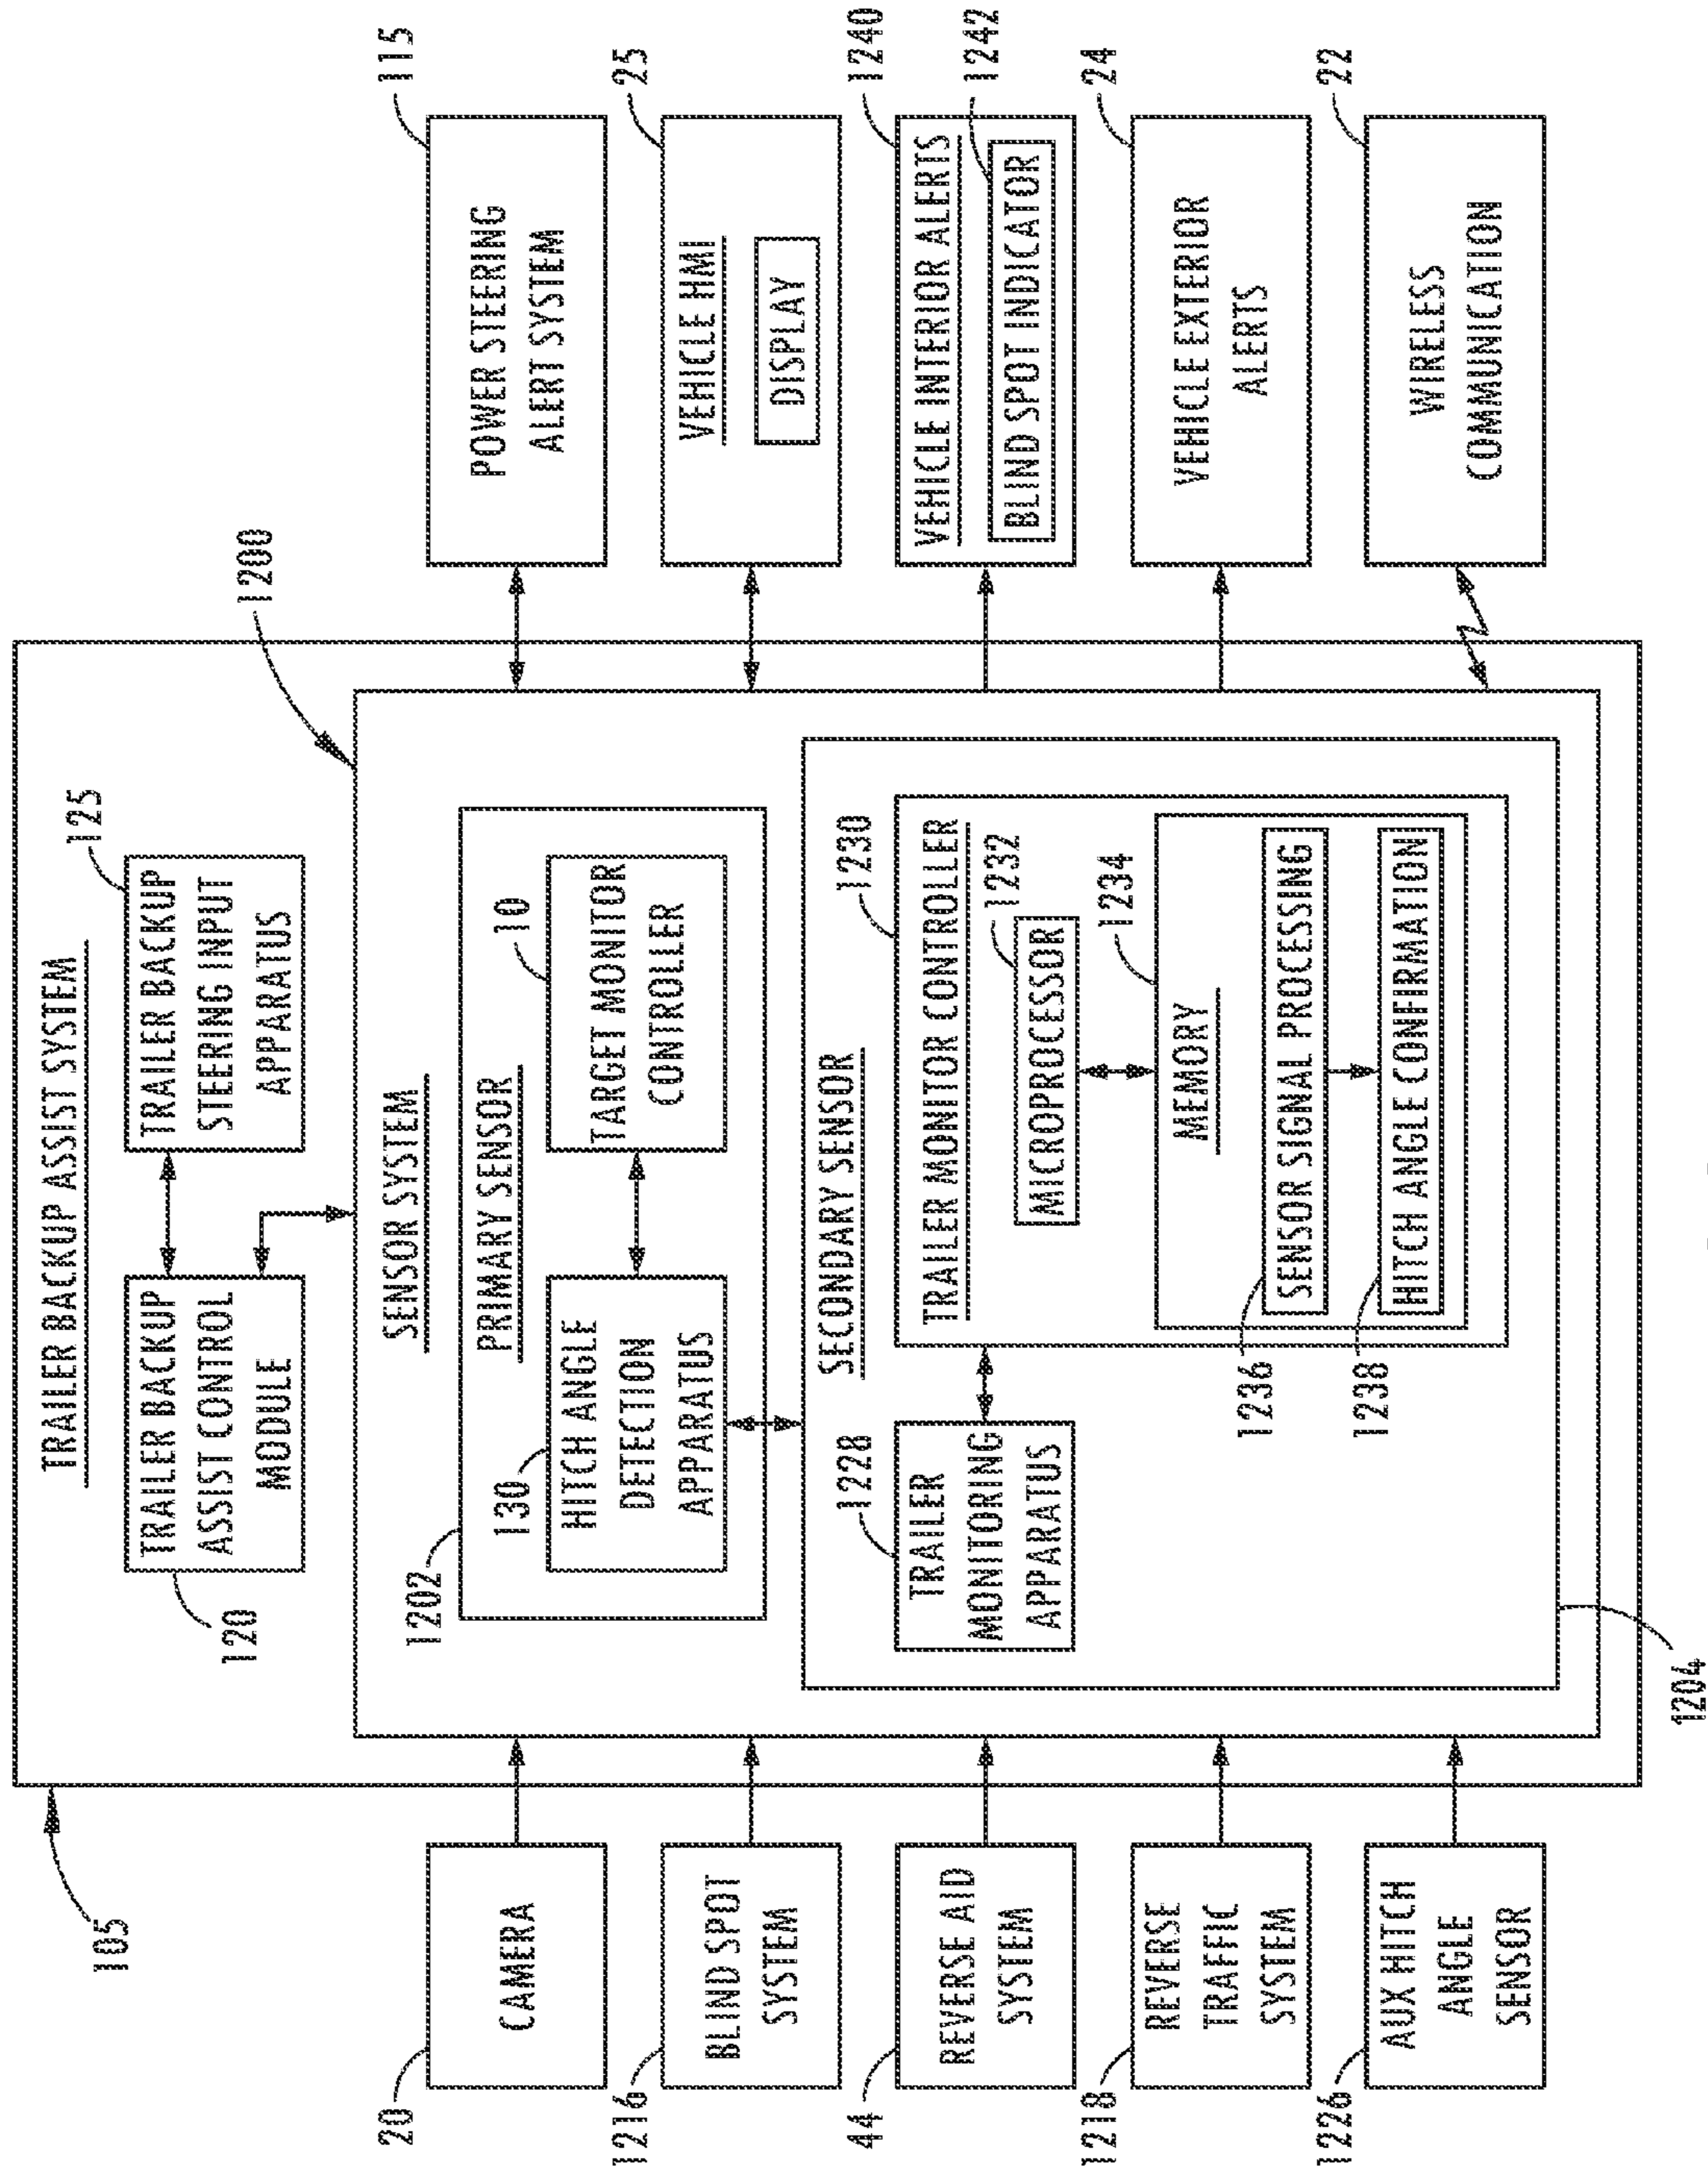 105
TRAILER BACKUP ASSIST SYSTEM
120
TRAILER BACKUP
ASSIST CONTROL
MODULE
125
TRAILER BACKUP
STEERING INPUT
APPARATUS
1200
SENSOR SYSTEM
1202
PRIMARY SENSOR
130
HITCH ANGLE
DETECTION
APPARATUS
10
TARGET MONITOR
CONTROLLER
SECONDARY SENSOR
1228
TRAILER
MONITORING
APPARATUS
1230
TRAILER MONITOR CONTROLLER
1232
MICROPROCESSOR
1234
MEMORY
1236
SENSOR SIGNAL PROCESSING
1238
HITCH ANGLE CONFIRMATION
1204
20
CAMERA
1216
BLIND SPOT
SYSTEM
44
REVERSE AID
SYSTEM
1218
REVERSE
TRAFFIC
SYSTEM
1226
AUX HITCH
ANGLE
SENSOR
115
POWER STEERING
ALERT SYSTEM
25
VEHICLE HMI
DISPLAY
1240
VEHICLE INTERIOR ALERTS
1242
BLIND SPOT INDICATOR
24
VEHICLE EXTERIOR
ALERTS
22
WIRELESS
COMMUNICATION